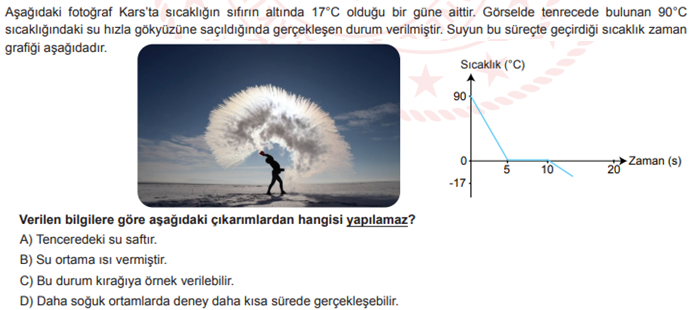 Aşağıdaki fotoğraf Kars'ta sıcaklığın sıfırın altında 17°C olduğu bir güne aittir. Görselde tenrecede bulunan 90°C
sıcaklığındaki su hızla gökyüzüne saçıldığında gerçekleşen durum verilmiştir. Suyun bu süreçte geçirdiği sıcaklık zaman
grafiği aşağıdadır.
Sıcaklık (°C)
90
0
5
10
20
Zaman (s)
-17
Verilen bilgilere göre aşağıdaki çıkarımlardan hangisi yapılamaz?
A) Tenceredeki su saftır.
B) Su ortama ısı vermiştir.
C) Bu durum kırağıya örnek verilebilir.
D) Daha soğuk ortamlarda deney daha kısa sürede gerçekleşebilir.